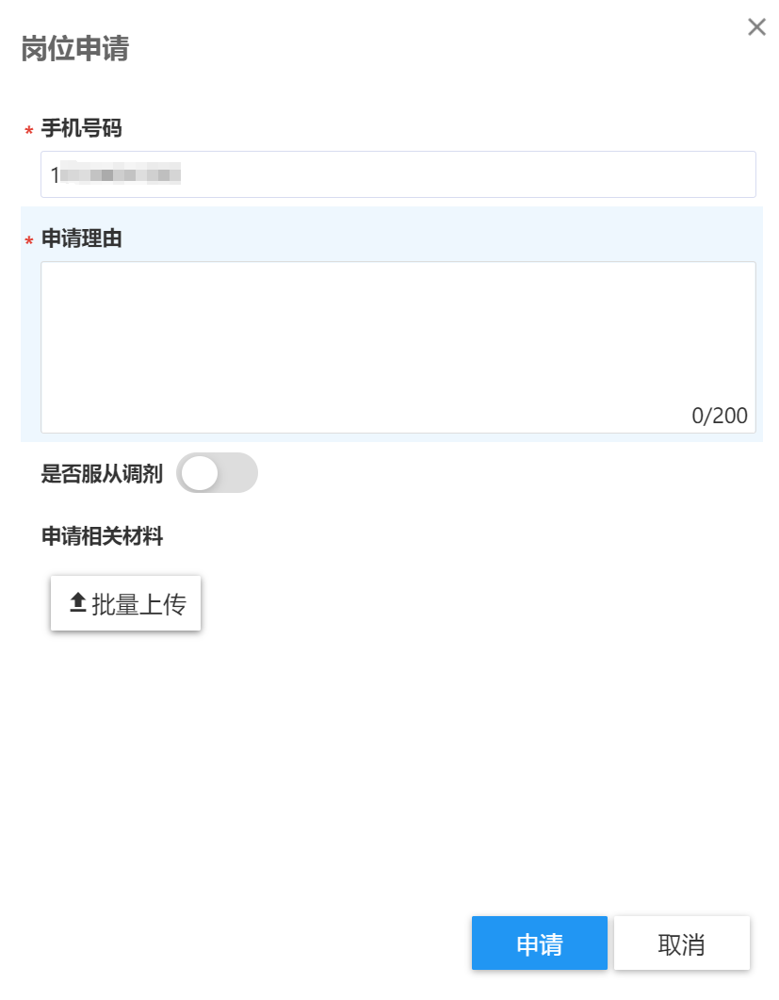 岗位申请
* 手机号码
1
* 申请理由
0/200
是否服从调剂
申请相关材料
批量上传
申请
取消